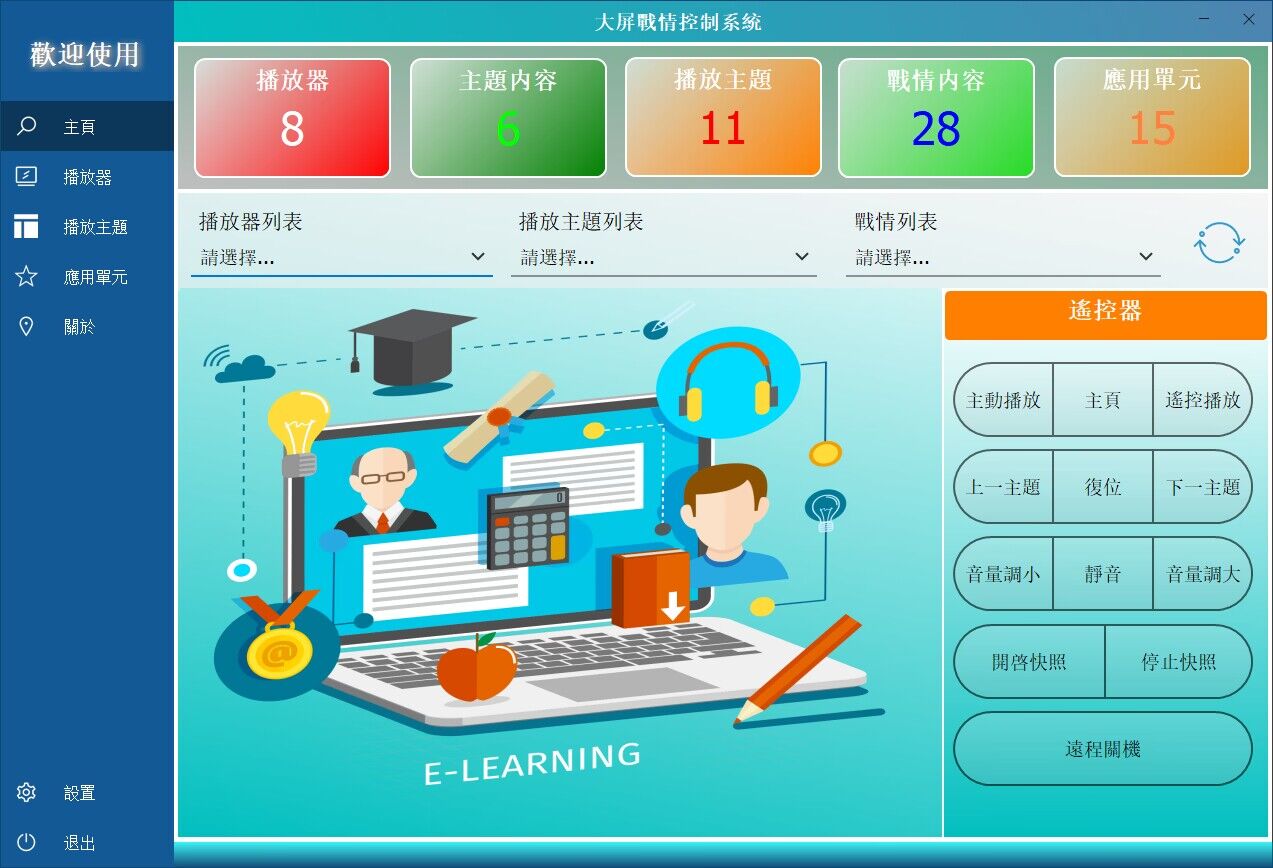 大屏戰情控制系統
歡迎使用
主頁
播放器
播放主題
應用單元
關於
設置
退出
播放器
8
主題内容
6
播放主題
11
戰情内容
28
應用單元
15
播放器列表
請選擇...
播放主題列表
請選擇...
戰情列表
請選擇...
0
@
E-LEARNING
遙控器
主動播放 主頁 遙控播放
上一主題 復位 下一主題
音量調小 靜音 音量調大
開啓快照 停止快照
遠程關機